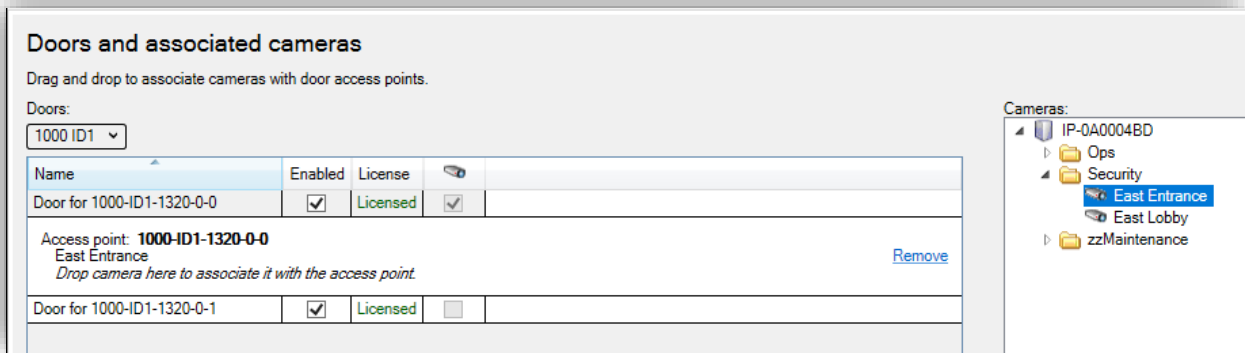 Doors and associated cameras
Drag and drop to associate cameras with door access points.
Doors:
1000 ID1
Name Enabled License
Door for 1000-ID1-1320-0-0 Licensed
Access point: 1000-ID1-1320-0-0
East Entrance
Remove
Drop camera here to associate it with the access point.
Door for 1000-ID1-1320-0-1 Licensed
Cameras:
IP-0A0004BD
Ops
Security
East Entrance
East Lobby
zzMaintenance